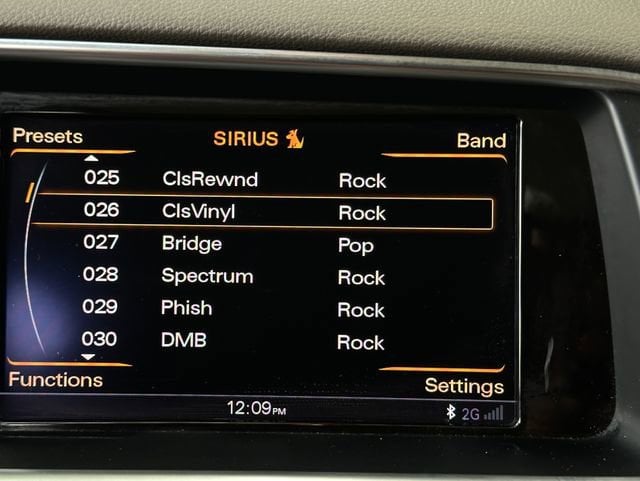 Presets SIRIUS Band
025 ClsRewnd Rock
026 ClsVinyl Rock
027 Bridge Pop
028 Spectrum Rock
029 Phish Rock
030 DMB Rock
Functions Settings
12:09PM 2G